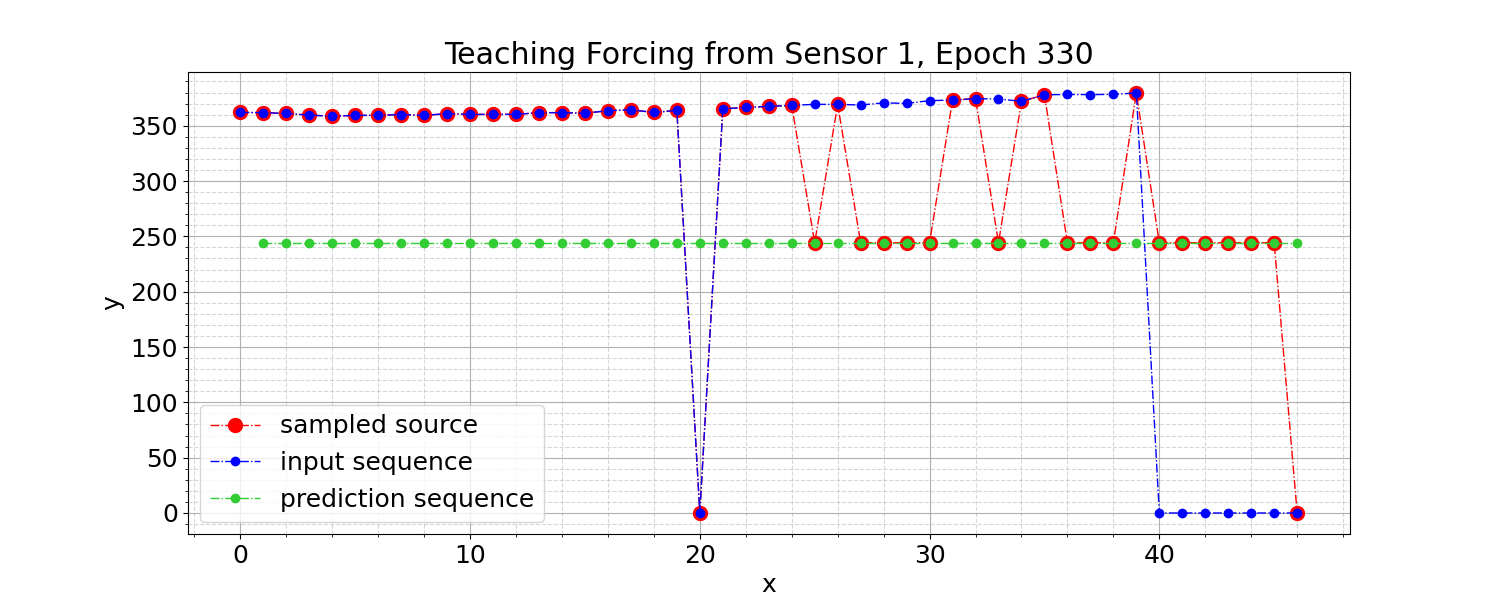 Teaching Forcing from Sensor 1, Epoch 330
y
350
300
250
200
150
100
50
0
sampled source
input sequence
prediction sequence
0 10 20 30 40
x